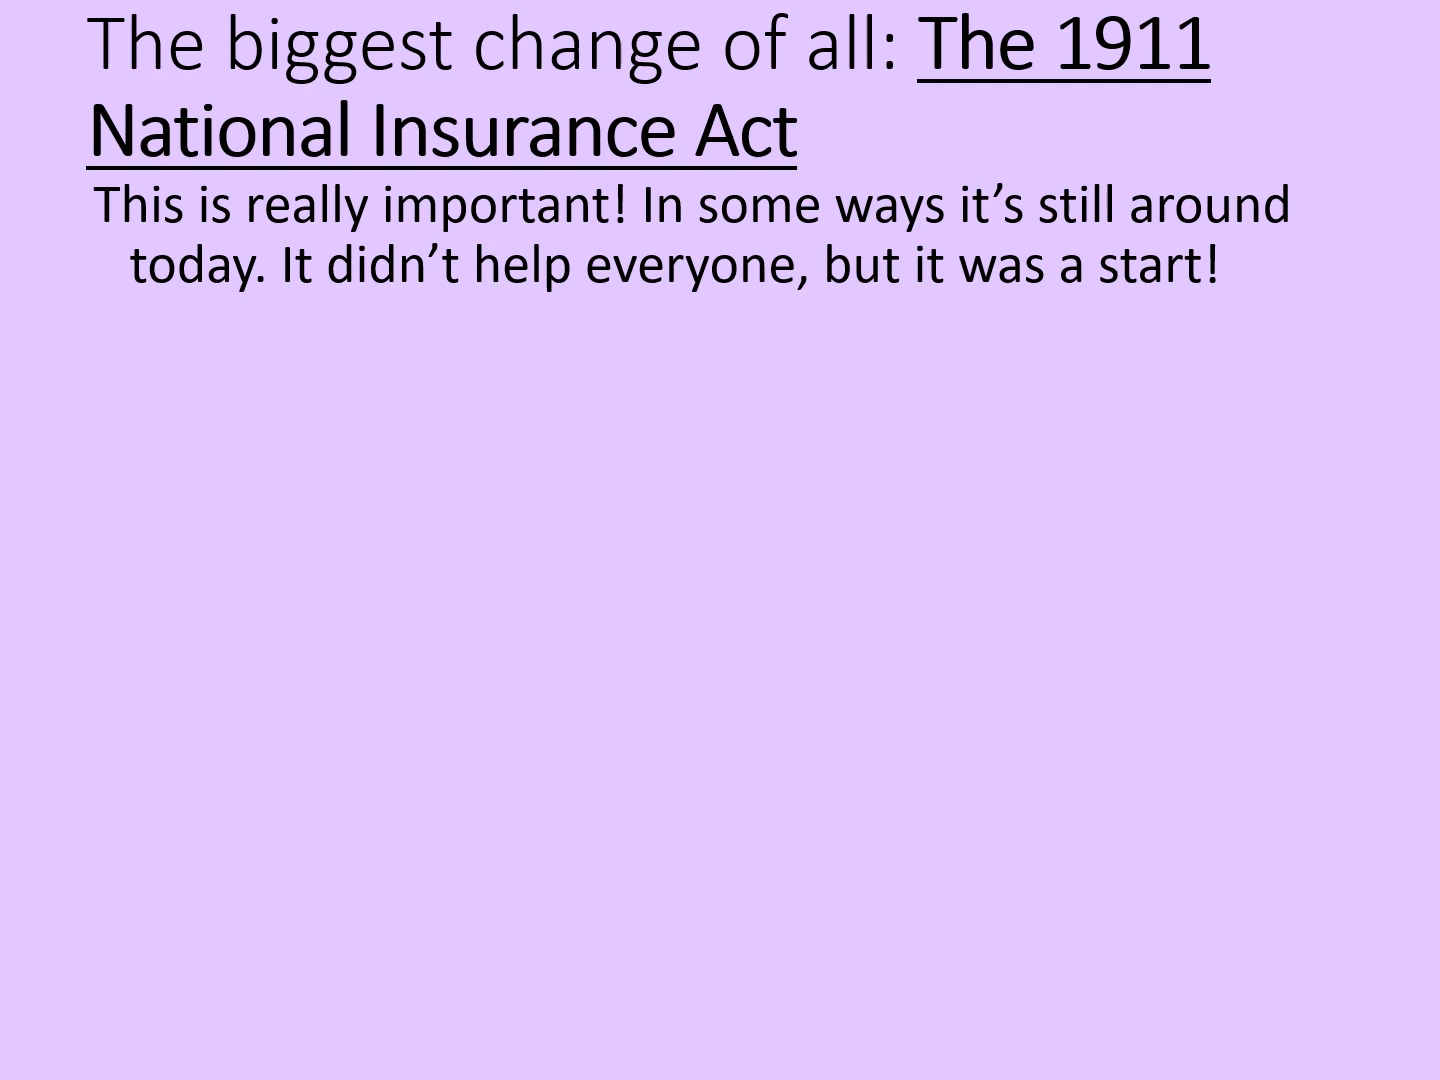 The biggest change of all: The 1911
National Insurance Act
This is really important! In some ways it’s still around
today. It didn’t help everyone, but it was a start!